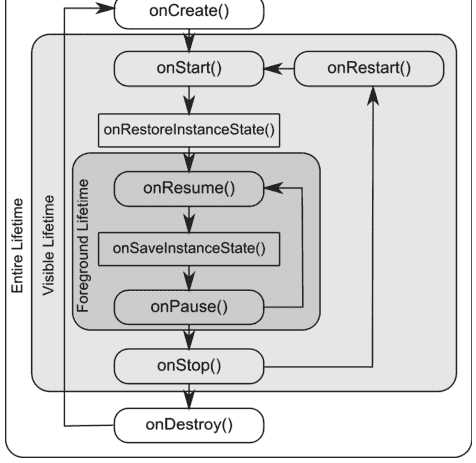 onCreate()
onStart()
onRestart()
onRestoreInstanceState()
onResume()
onSaveInstanceState()
onPause()
onStop()
onDestroy()
Entire Lifetime
Visible Lifetime
Foreground Lifetime